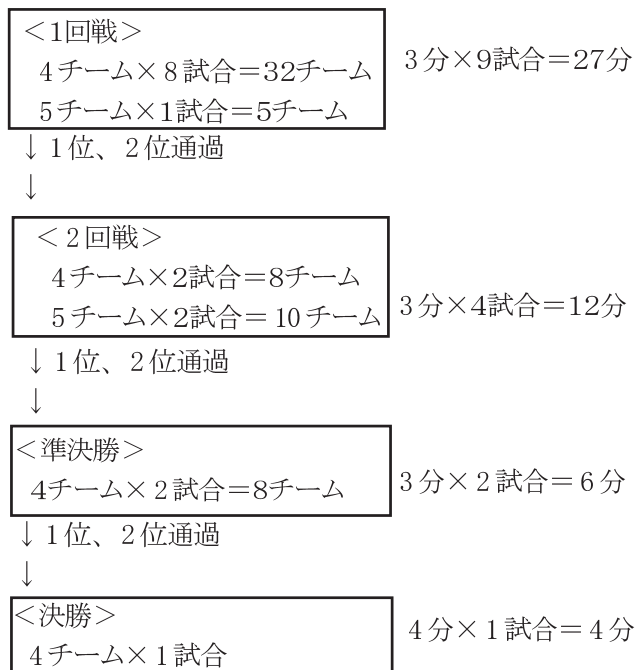 ＜1回戦＞
4チーム×8試合＝32チーム
3分×9試合＝27分
5チーム×1試合＝5チーム
↓1位、2位通過
↓
＜2回戦＞
4チーム×2試合＝8チーム
5チーム×2試合＝10チーム
3分×4試合＝12分
↓1位、2位通過
↓
＜準決勝＞
4チーム×2試合＝8チーム
3分×2試合＝6分
↓1位、2位通過
↓
＜決勝＞
4分×1試合＝4分
4チーム×1試合